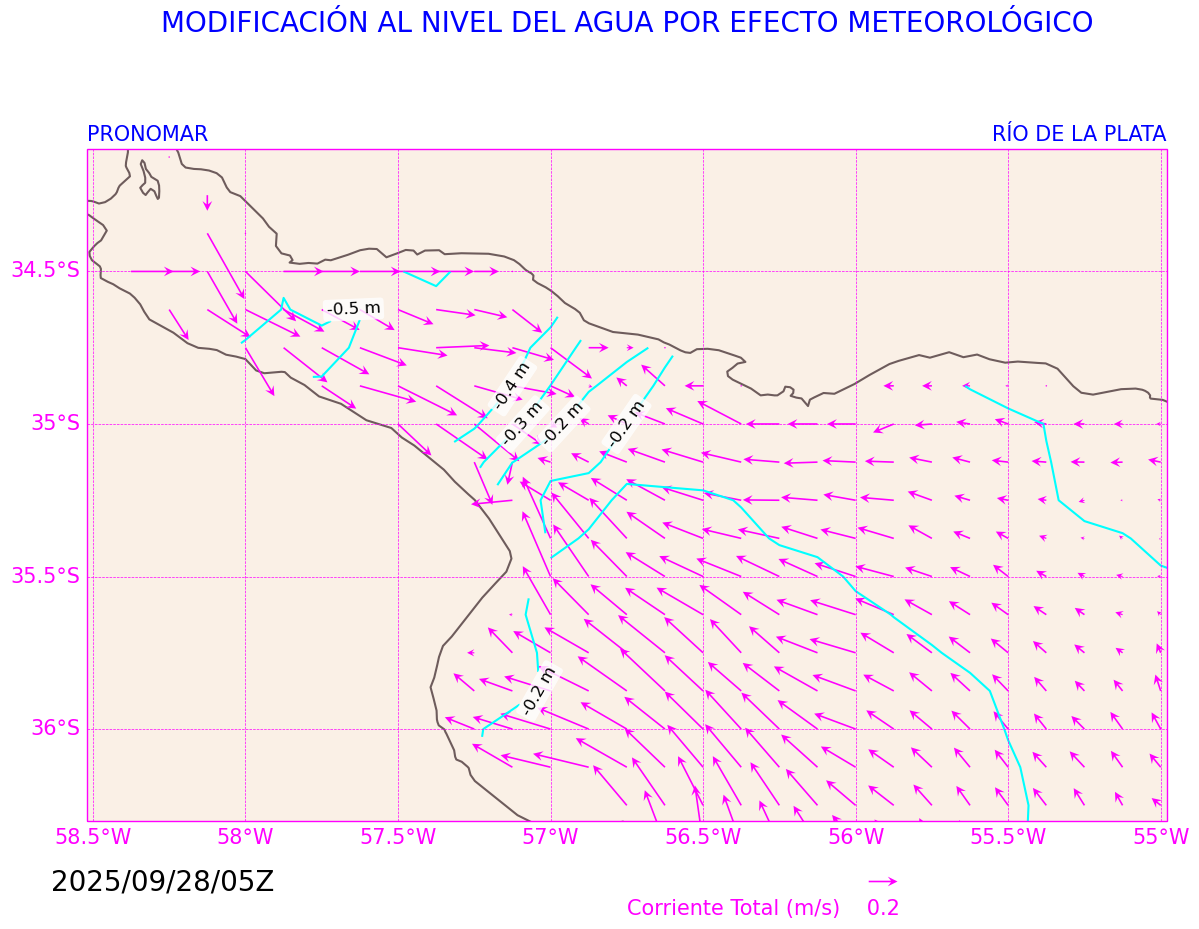 MODIFICACIÓN AL NIVEL DEL AGUA POR EFECTO METEOROLÓGICO
PRONOMAR
RÍO DE LA PLATA
34.5°S
-0.5 m
-0.4 m
-0.3 m
-0.2 m
-0.2 m
35°S
35.5°S
-0.2 m
36°S
58.5°W
58°W
57.5°W
57°W
56.5°W
56°W
55.5°W
55°W
2025/09/28/05Z
Corriente Total (m/s)
0.2